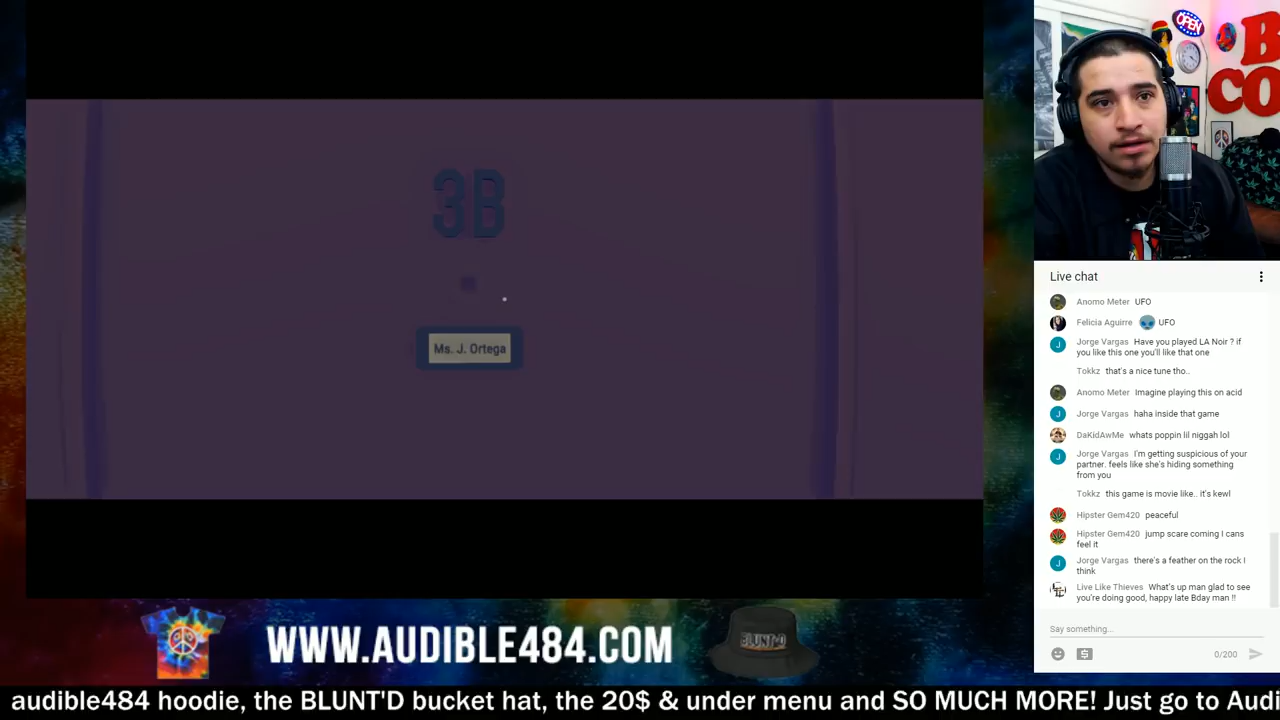 3B
Ms. J. Ortega
OPEN
B
CO
Live chat
Anomo Meter UFO
Felicia Aguirre UFO
Jorge Vargas Have you played LA Noir ? if
you like this one you'll like that one
Tokkz that's a nice tune tho..
Anomo Meter Imagine playing this on acid
Jorge Vargas haha inside that game
DaKidAwMe whats poppin lil niggah lol
Jorge Vargas I'm getting suspicious of your
partner. feels like she's hiding something
from you
Tokkz this game is movie like.. it's kewl
Hipster Gem420 peaceful
Hipster Gem420 jump scare coming I cans
feel it
Jorge Vargas there's a feather on the rock I
think
Live Like Thieves What's up man glad to see
you're doing good, happy late Bday man !!
Say something...
0/200
WWW.AUDIBLE484.COM
BLUNT'D
audible484 hoodie, the BLUNT'D bucket hat, the 20$ & under menu and SO MUCH MORE! Just go to Audi